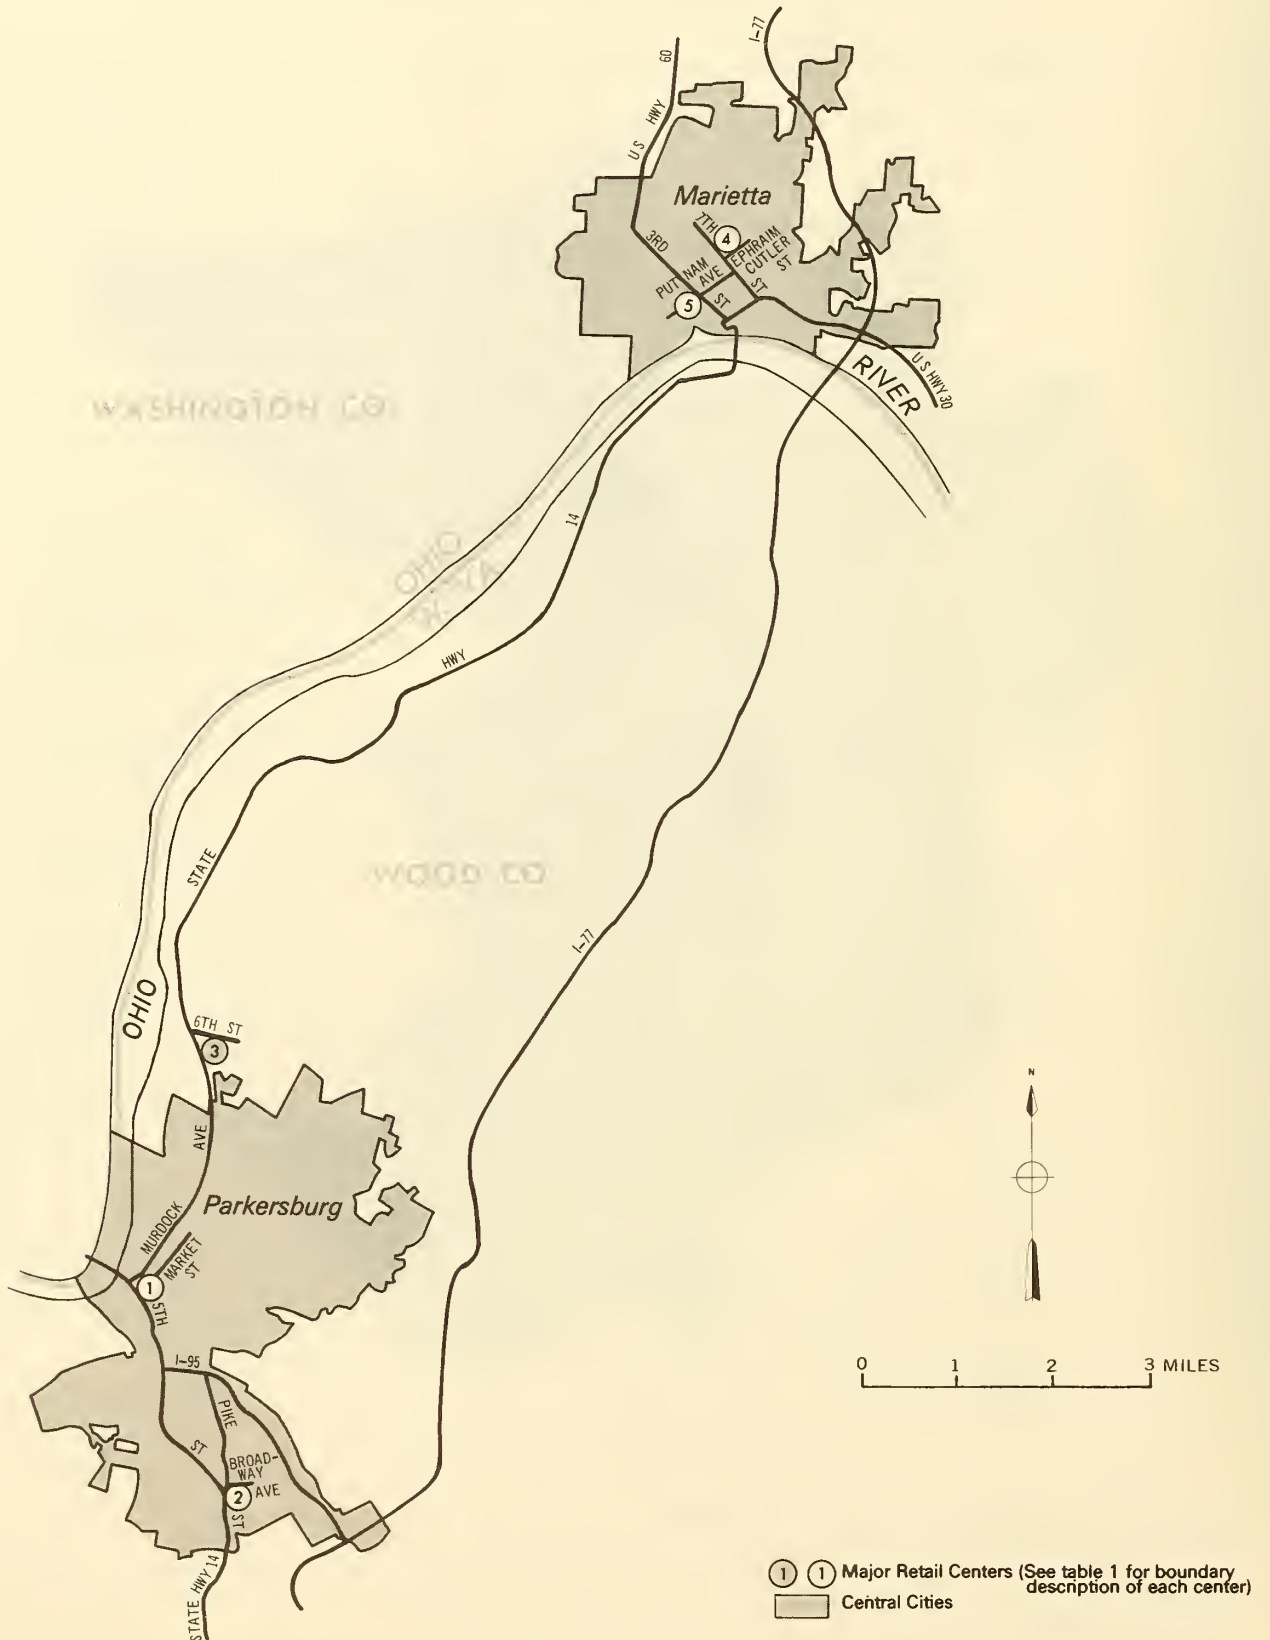 I-77
US HWY 60
Marietta
7TH ST
4
3RD ST
EPHRAIM
CUTLER
ST
PUTNAM
AVE
5
RIVER
US HWY 30
WASHINGTON CO.
OHIO
W. VA.
STATE HWY 14
WOOD CO.
I-77
OHIO
6TH ST
3
N
MURDOCK AVE
Parkersburg
MARKET
ST
1
5TH ST
I-95
0 1 2 3 MILES
PIKE ST
BROAD-
WAY
AVE
2
STATE HWY 14
1 1 Major Retail Centers (See table 1 for boundary
description of each center)
Central Cities